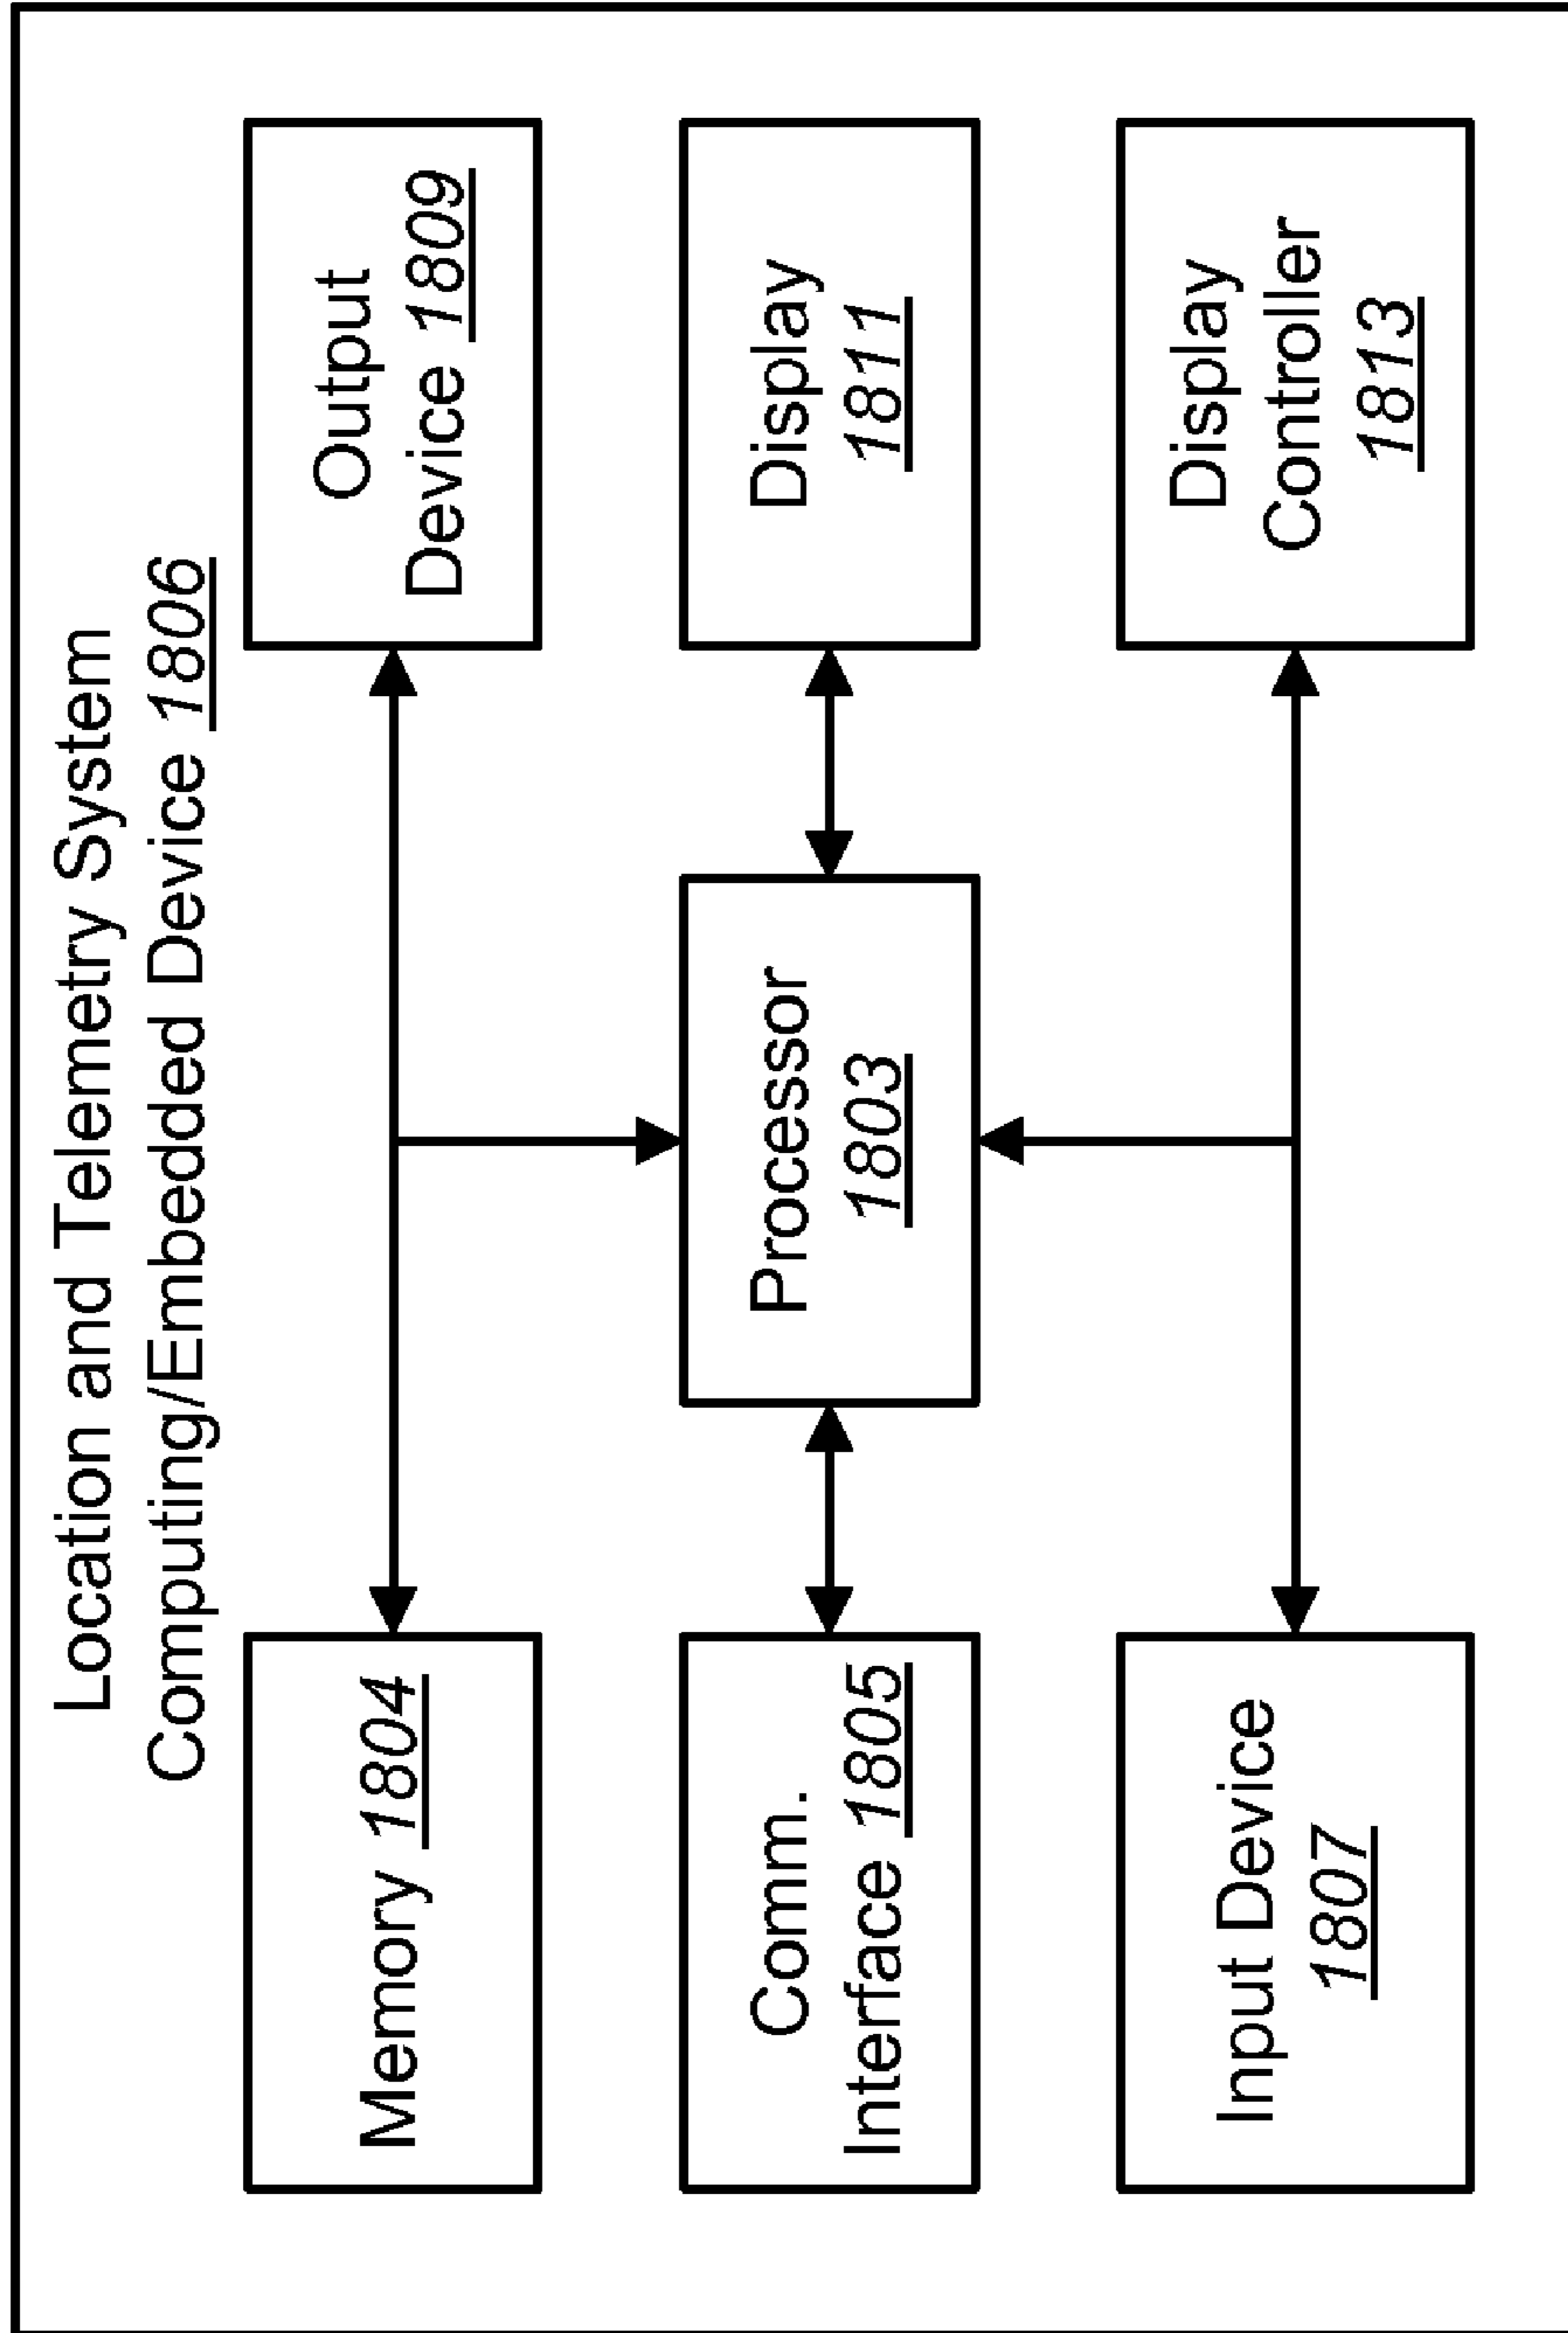 Location and Telemetry System
Computing/Embedded Device 1806
Memory 1804
Output
Device 1809
Comm.
Interface 1805
Processor
1803
Display
1811
Input Device
1807
Display
Controller
1813